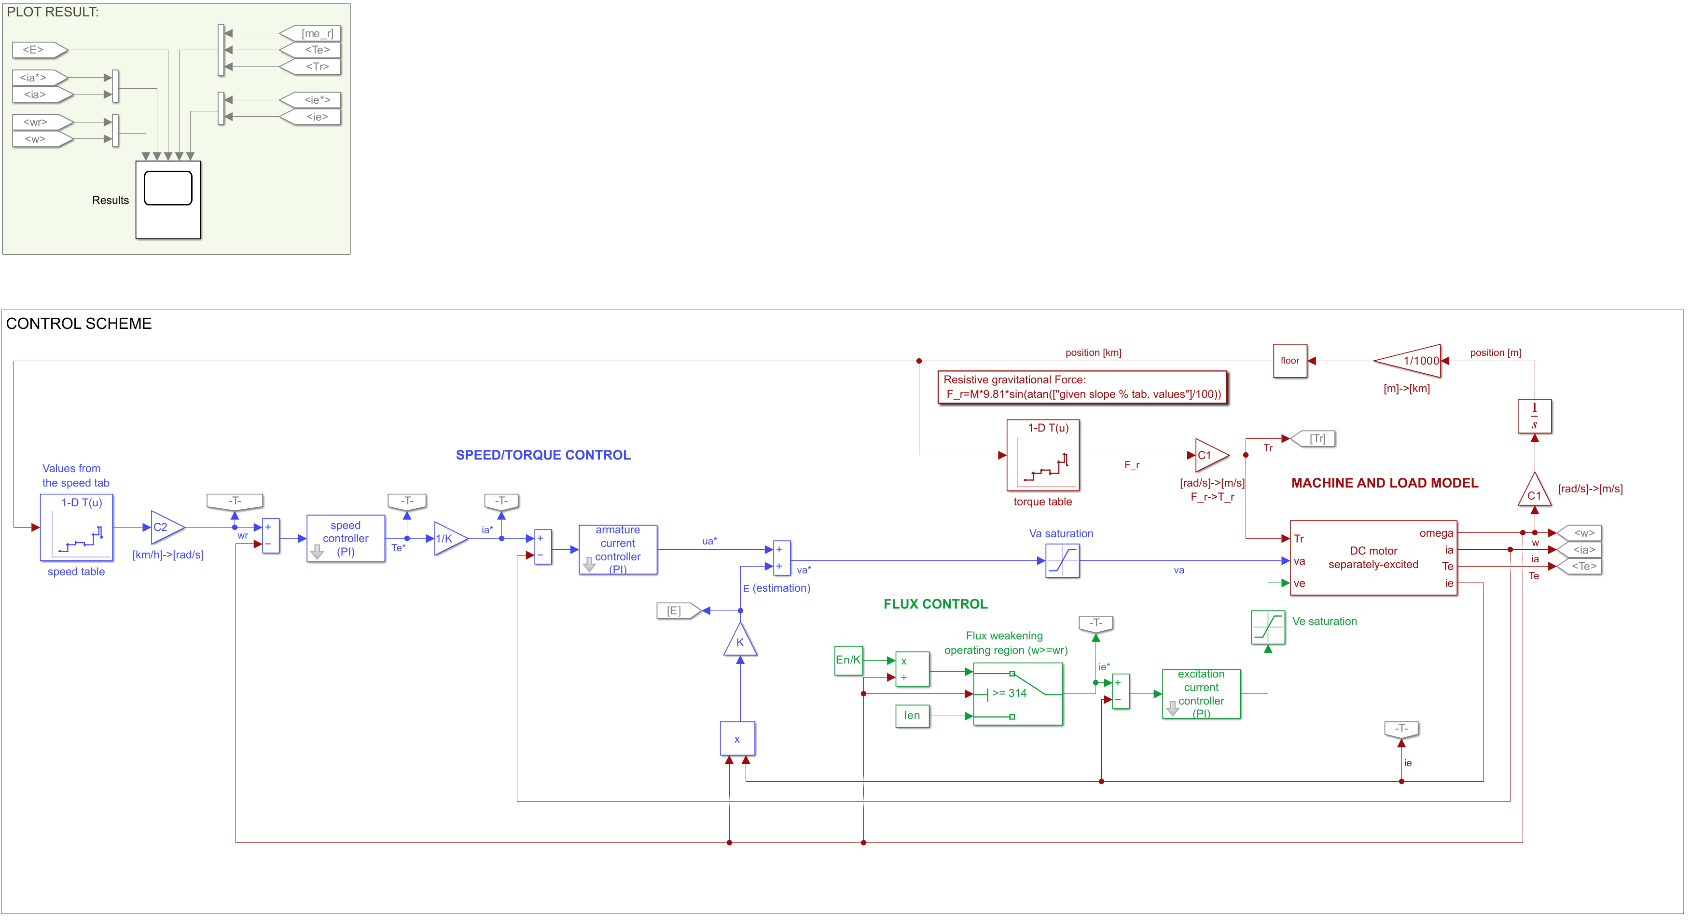 PLOT RESULT:
[me_r]
<E>
<Te>
<Tr>
<ia*>
<ia>
<ie*>
<ie>
<wr>
<w>
Results
CONTROL SCHEME
position [km]
floor
1/1000
position [m]
[m]->[km]
Resistive gravitational Force:
F_r=M*9.81*sin(atan(["given slope % tab. values"]/100))
1
s
1-D T(u)
torque table
F_r
C1
[rad/s]->[m/s]
F_r->T_r
Tr
[Tr]
MACHINE AND LOAD MODEL
C1
[rad/s]->[m/s]
SPEED/TORQUE CONTROL
Values from
the speed tab
1-D T(u)
speed table
C2
[km/h]->[rad/s]
-T-
wr
+
−
speed
controller
(PI)
-T-
Te*
1/K
-T-
ia*
+
−
armature
current
controller
(PI)
ua*
+
+
va*
E (estimation)
[E]
K
x
Va saturation
va
Tr
va
ve
DC motor
separately-excited
omega
ia
Te
ie
w
ia
Te
<w>
<ia>
<Te>
FLUX CONTROL
Flux weakening
operating region (w>=wr)
En/K
x
÷
>= 314
Ien
-T-
ie*
+
−
excitation
current
controller
(PI)
Ve saturation
-T-
ie